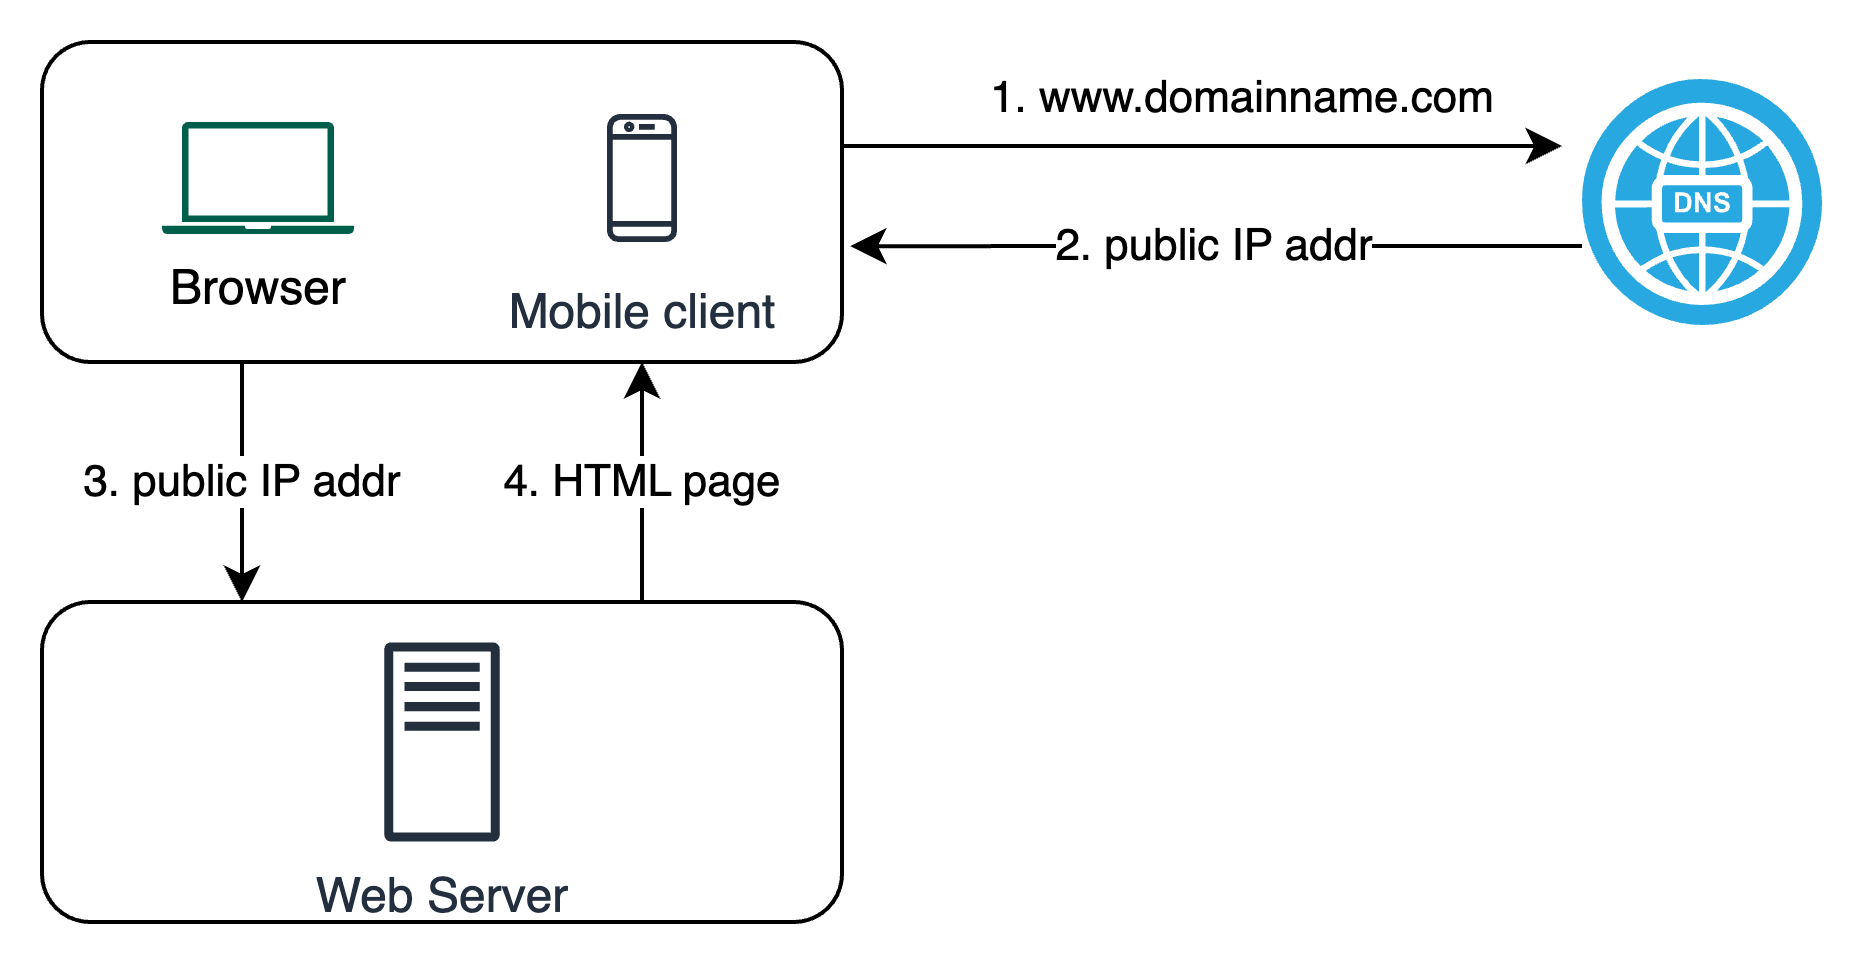 1. www.domainname.com
DNS
2. public IP addr
Browser
Mobile client
3. public IP addr
4. HTML page
Web Server